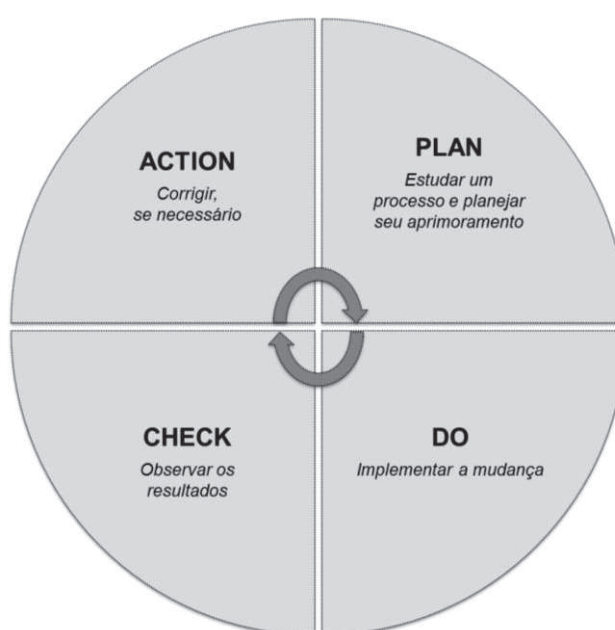 ACTION
Corrigir,
se necessário
PLAN
Estudar um
processo e planejar
seu aprimoramento
CHECK
Observar os
resultados
DO
Implementar a mudança